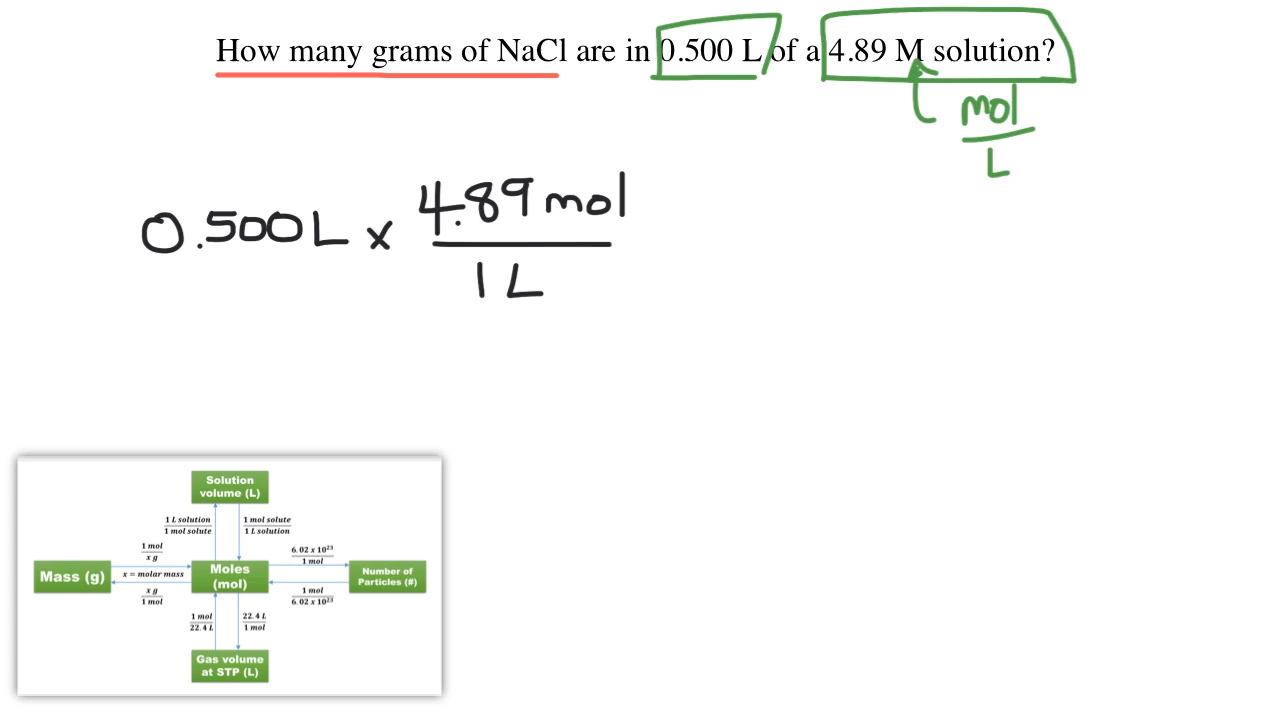 How many grams of NaCl are in 0.500 L of a 4.89 M solution?
mol
L
0.500L x 4.89 mol
1 L
Solution
volume (L)
1 L solution
1 mol solute
1 mol solute
1 L solution
1 mol
x g
6.02 x 10²³
1 mol
Mass (g)
x = molar mass
Moles
(mol)
Number of
Particles (#)
x g
1 mol
1 mol
6.02 x 10²³
1 mol
22.4 L
22.4 L
1 mol
Gas volume
at STP (L)